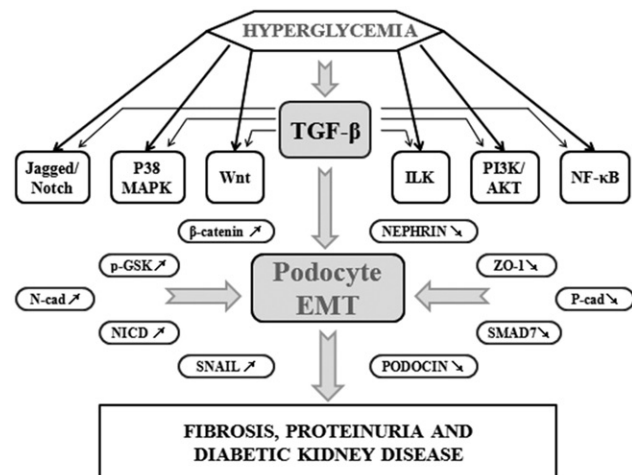 HYPERGLYCEMIA
TGF-β
Jagged/
Notch
P38
MAPK
Wnt
ILK
PI3K/
AKT
NF-κB
β-catenin ↗
NEPHRIN ↘
p-GSK ↗
Podocyte
EMT
ZO-1 ↘
N-cad ↗
P-cad ↘
NICD ↗
SMAD7 ↘
SNAIL ↗
PODOCIN ↘
FIBROSIS, PROTEINURIA AND
DIABETIC KIDNEY DISEASE